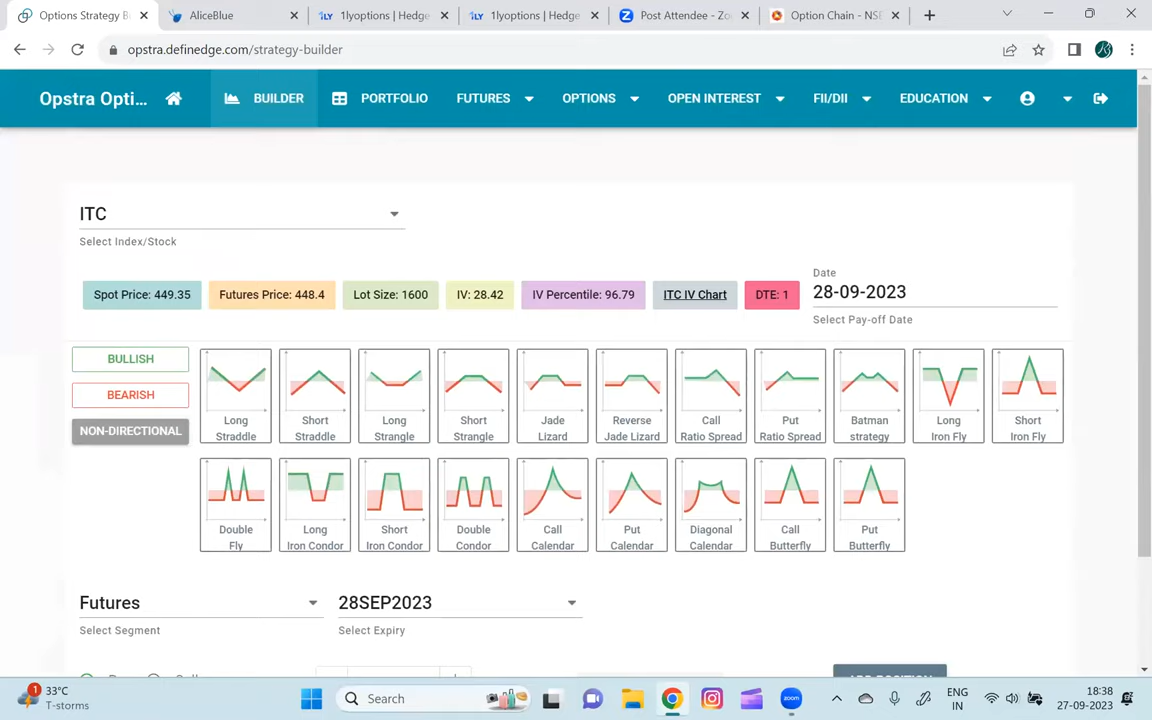 Options Strategy B
AliceBlue
1lyoptions | Hedge
1lyoptions | Hedge
Post Attendee - Zo
Option Chain - NSE
opstra.definedge.com/strategy-builder
Opstra Opti...
BUILDER
PORTFOLIO
FUTURES
OPTIONS
OPEN INTEREST
FII/DII
EDUCATION
ITC
Select Index/Stock
Spot Price: 449.35
Futures Price: 448.4
Lot Size: 1600
IV: 28.42
IV Percentile: 96.79
ITC IV Chart
DTE: 1
Date
28-09-2023
Select Pay-off Date
BULLISH
BEARISH
NON-DIRECTIONAL
Long
Straddle
Short
Straddle
Long
Strangle
Short
Strangle
Jade
Lizard
Reverse
Jade Lizard
Call
Ratio Spread
Put
Ratio Spread
Batman
strategy
Long
Iron Fly
Short
Iron Fly
Double
Fly
Long
Iron Condor
Short
Iron Condor
Double
Condor
Call
Calendar
Put
Calendar
Diagonal
Calendar
Call
Butterfly
Put
Butterfly
Futures
Select Segment
28SEP2023
Select Expiry
1
33°C
T-storms
Search
zoom
ENG
IN
18:38
27-09-2023